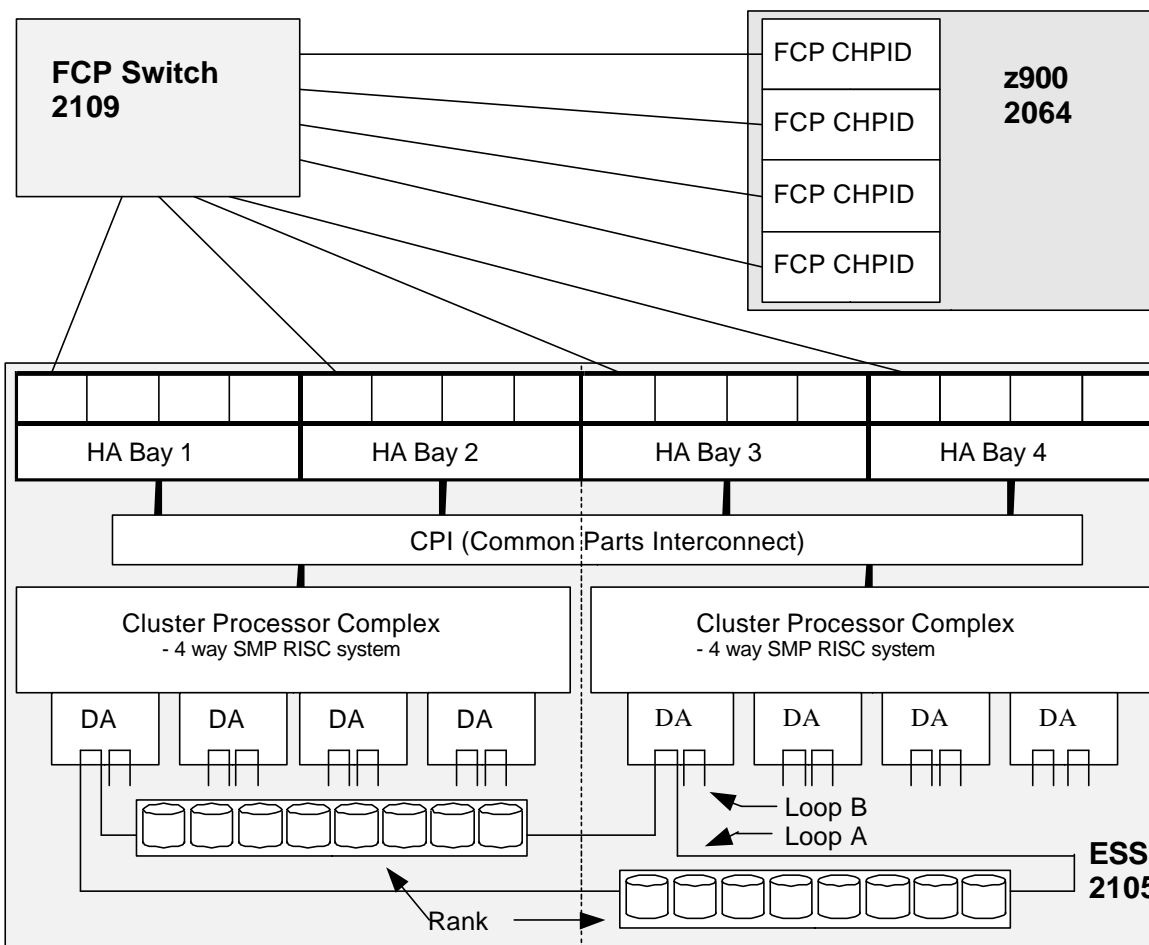 FCP Switch
2109
FCP CHPID
FCP CHPID
FCP CHPID
FCP CHPID
z900
2064
HA Bay 1
HA Bay 2
HA Bay 3
HA Bay 4
CPI (Common Parts Interconnect)
Cluster Processor Complex
- 4 way SMP RISC system
Cluster Processor Complex
- 4 way SMP RISC system
DA
DA
DA
DA
DA
DA
DA
DA
Loop B
Loop A
ESS
2105
Rank